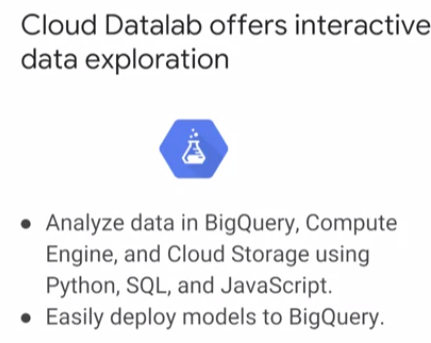 Cloud Datalab offers interactive
data exploration
● Analyze data in BigQuery, Compute
Engine, and Cloud Storage using
Python, SQL, and JavaScript.
● Easily deploy models to BigQuery.